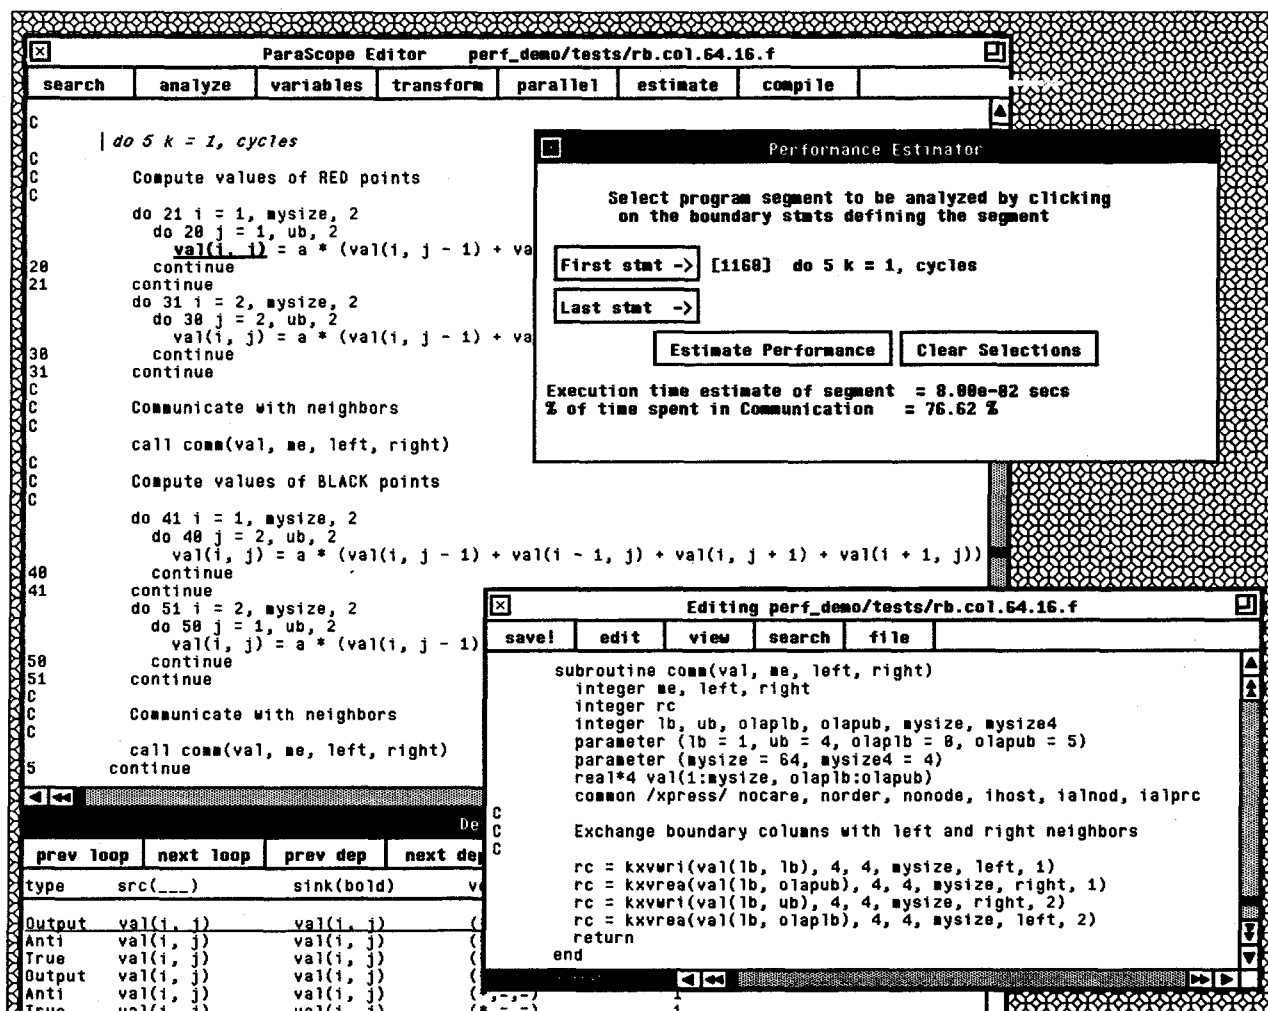 ParaScope Editor perf_demo/tests/rb.col.64.16.f
search analyze variables transform parallel estimate compile
C
do 5 k = 1, cycles
C
C Compute values of RED points
C
do 21 i = 1, mysize, 2
do 20 j = 1, ub, 2
val(i, j) = a * (val(i, j - 1) + va
20 continue
21 continue
do 31 i = 2, mysize, 2
do 30 j = 2, ub, 2
val(i, j) = a * (val(i, j - 1) + va
30 continue
31 continue
C
C Communicate with neighbors
C
call comm(val, me, left, right)
C
C Compute values of BLACK points
C
do 41 i = 1, mysize, 2
do 40 j = 2, ub, 2
val(i, j) = a * (val(i, j - 1) + val(i - 1, j) + val(i, j + 1) + val(i + 1, j))
40 continue
41 continue
do 51 i = 2, mysize, 2
do 50 j = 1, ub, 2
val(i, j) = a * (val(i, j - 1)
50 continue
51 continue
C
C Communicate with neighbors
C
call comm(val, me, left, right)
5 continue
Performance Estimator
Select program segment to be analyzed by clicking
on the boundary stmts defining the segment
First stmt -> [1160] do 5 k = 1, cycles
Last stmt ->
Estimate Performance Clear Selections
Execution time estimate of segment = 8.00e-02 secs
% of time spent in Communication = 76.62 %
Editing perf_demo/tests/rb.col.64.16.f
save! edit view search file
subroutine comm(val, me, left, right)
integer me, left, right
integer rc
integer lb, ub, olaplb, olapub, mysize, mysize4
parameter (lb = 1, ub = 4, olaplb = 0, olapub = 5)
parameter (mysize = 64, mysize4 = 4)
real*4 val(1:mysize, olaplb:olapub)
common /xpress/ nocare, norder, nonode, ihost, ialnod, ialprc
C
C Exchange boundary columns with left and right neighbors
C
rc = kxvwri(val(lb, lb), 4, 4, mysize, left, 1)
rc = kxvrea(val(lb, olapub), 4, 4, mysize, right, 1)
rc = kxvwri(val(lb, ub), 4, 4, mysize, right, 2)
rc = kxvrea(val(lb, olaplb), 4, 4, mysize, left, 2)
return
end
De
prev loop next loop prev dep next dep
type src(___) sink(bold) ve
Output val(i, j) val(i, j) (
Anti val(i, j) val(i, j) (
True val(i, j) val(i, j) (
Output val(i, j) val(i, j) (
Anti val(i, j) val(i, j) (*,-,-) 1
True val(i, j) val(i, j) 1